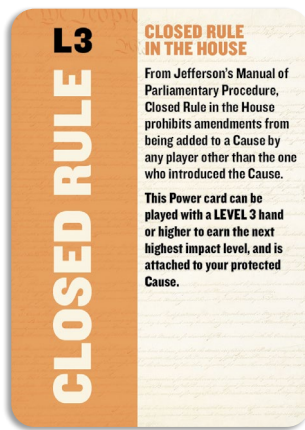 L3
CLOSED RULE
CLOSED RULE
IN THE HOUSE
From Jefferson's Manual of
Parliamentary Procedure,
Closed Rule in the House
prohibits amendments from
being added to a Cause by
any player other than the one
who introduced the Cause.
This Power card can be
played with a LEVEL 3 hand
or higher to earn the next
highest impact level, and is
attached to your protected
Cause.